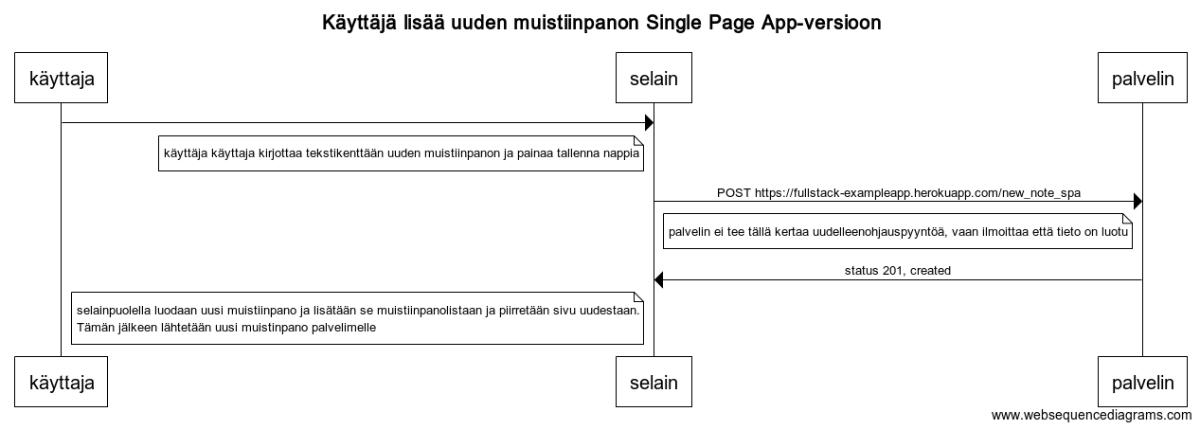 Käyttäjä lisää uuden muistiinpanon Single Page App-versioon
käyttaja
selain
palvelin
käyttäja käyttaja kirjottaa tekstikenttään uuden muistiinpanon ja painaa tallenna nappia
POST https://fullstack-exampleapp.herokuapp.com/new_note_spa
palvelin ei tee tällä kertaa uudelleenohjauspyyntöä, vaan ilmoittaa että tieto on luotu
status 201, created
selainpuolella luodaan uusi muistiinpano ja lisätään se muistiinpanolistaan ja piirretään sivu uudestaan.
Tämän jälkeen lähtetään uusi muistinpano palvelimelle
käyttaja
selain
palvelin
www.websequencediagrams.com